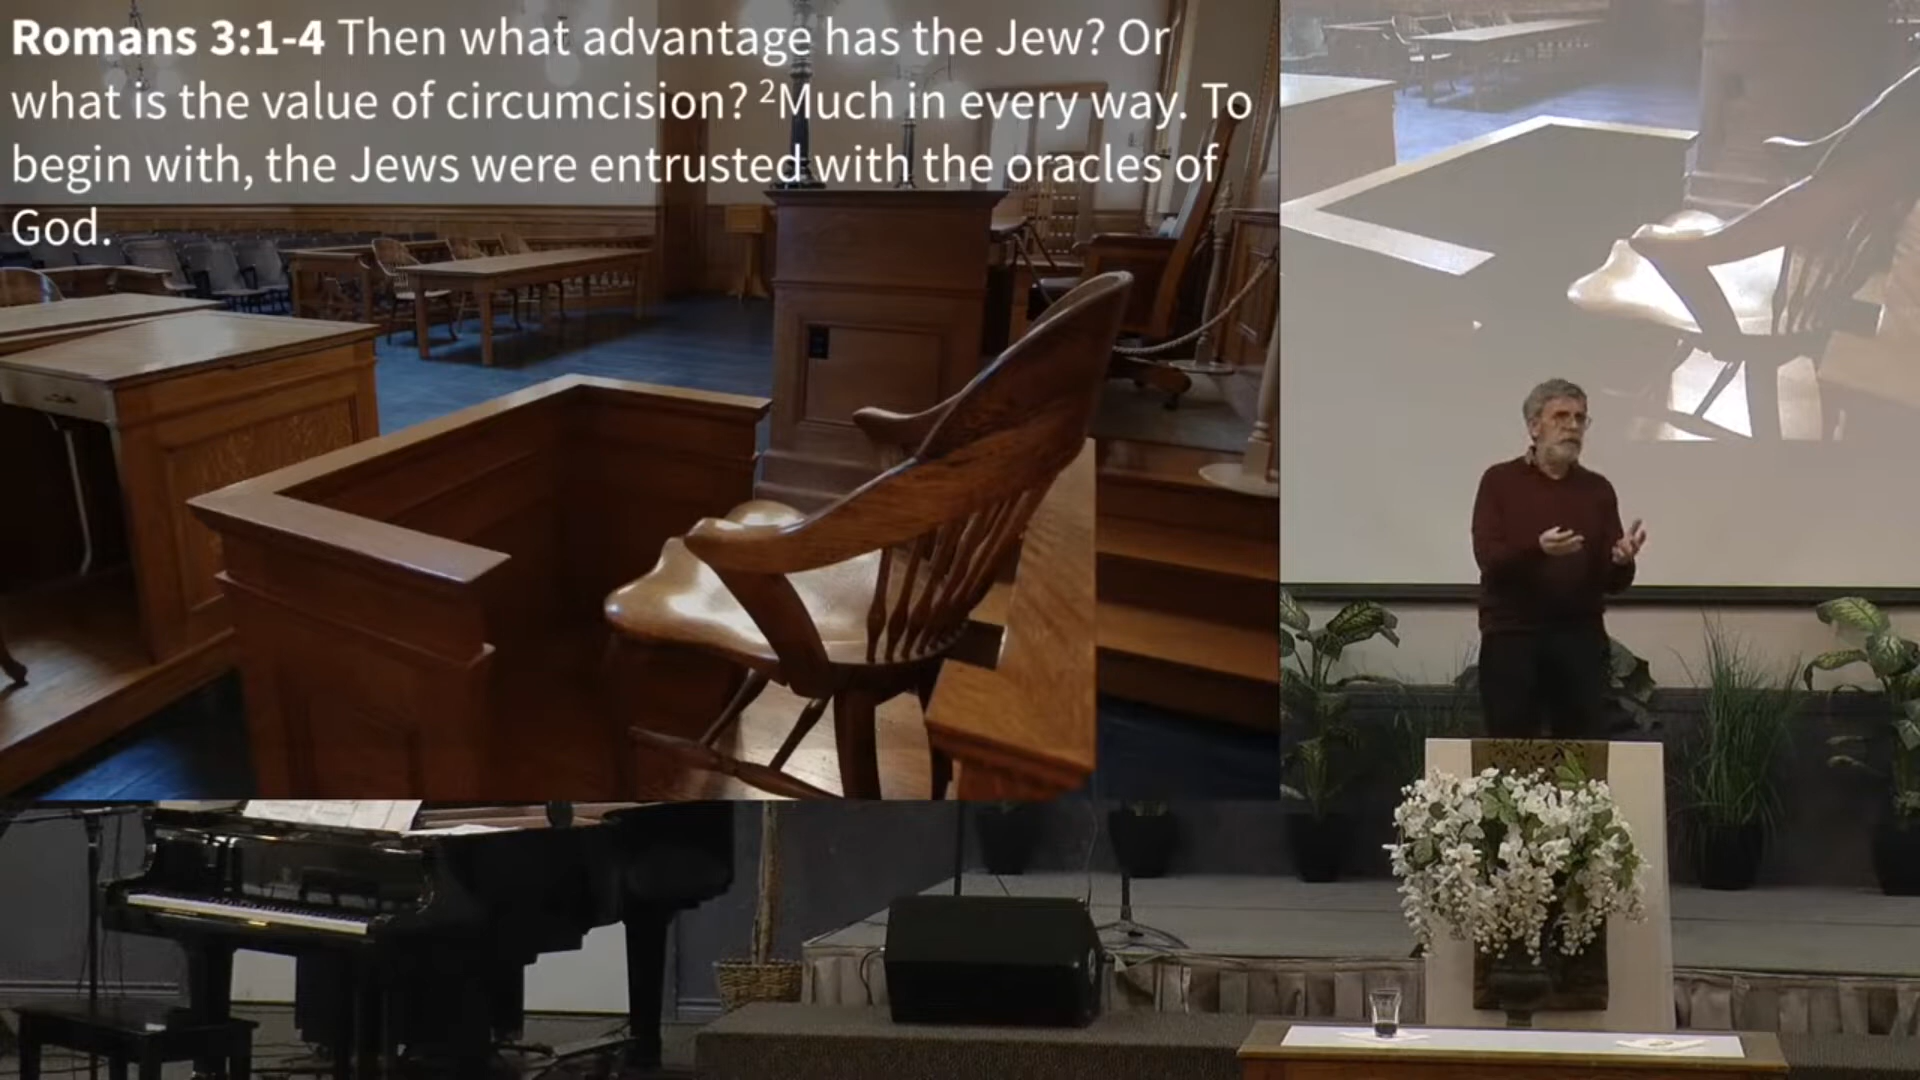 Romans 3:1-4 Then what advantage has the Jew? Or
what is the value of circumcision? ²Much in every way. To
begin with, the Jews were entrusted with the oracles of
God.